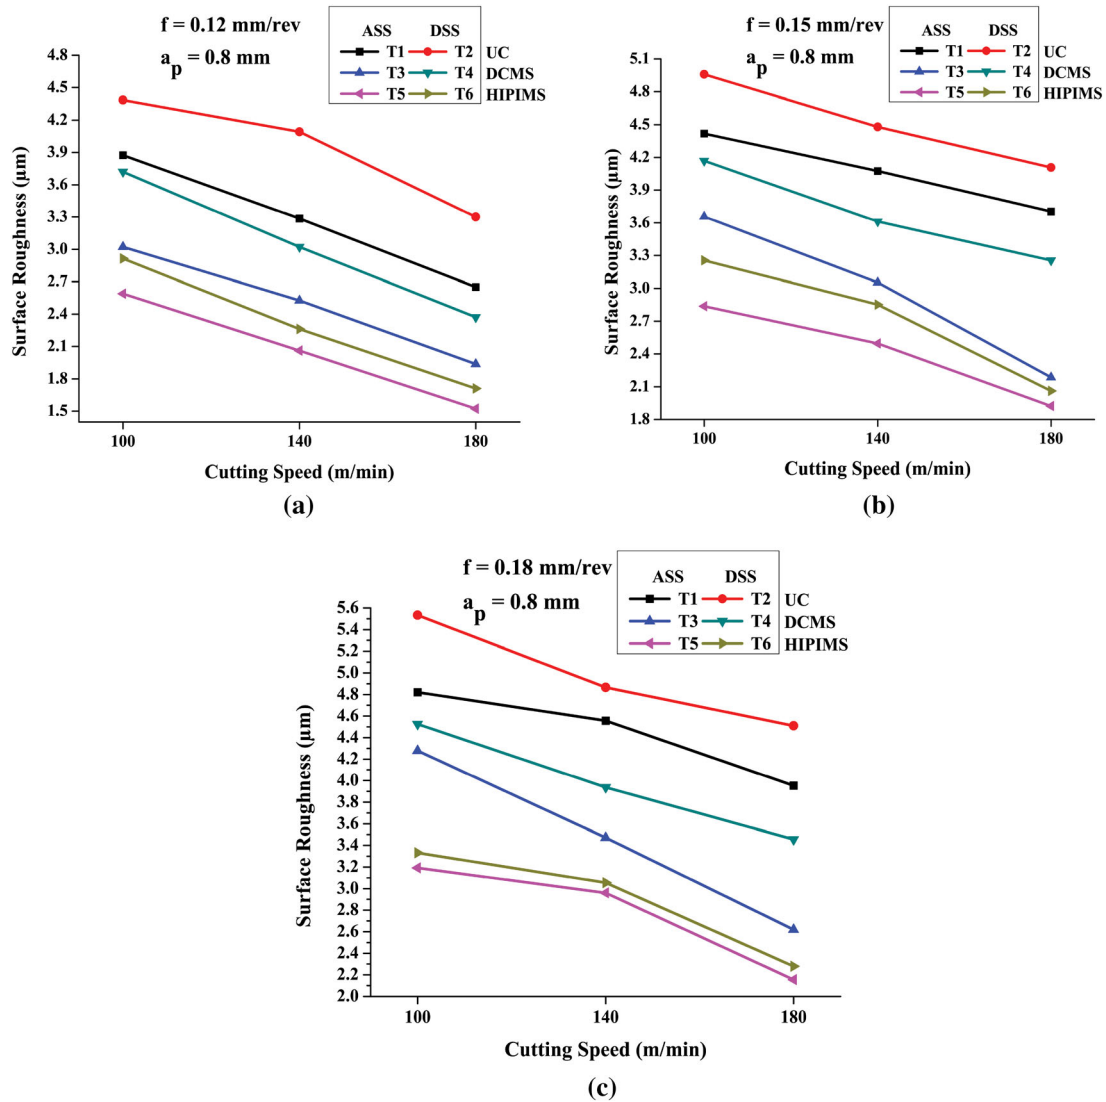 f = 0.12 mm/rev
a_p = 0.8 mm
ASS DSS
T1 T2 UC
T3 T4 DCMS
T5 T6 HIPIMS
4.8
4.5
4.2
3.9
3.6
3.3
3.0
2.7
2.4
2.1
1.8
1.5
Surface Roughness (μm)
100 140 180
Cutting Speed (m/min)
(a)
f = 0.15 mm/rev
a_p = 0.8 mm
ASS DSS
T1 T2 UC
T3 T4 DCMS
T5 T6 HIPIMS
5.1
4.8
4.5
4.2
3.9
3.6
3.3
3.0
2.7
2.4
2.1
1.8
Surface Roughness (μm)
100 140 180
Cutting Speed (m/min)
(b)
f = 0.18 mm/rev
a_p = 0.8 mm
ASS DSS
T1 T2 UC
T3 T4 DCMS
T5 T6 HIPIMS
5.6
5.4
5.2
5.0
4.8
4.6
4.4
4.2
4.0
3.8
3.6
3.4
3.2
3.0
2.8
2.6
2.4
2.2
2.0
Surface Roughness (μm)
100 140 180
Cutting Speed (m/min)
(c)